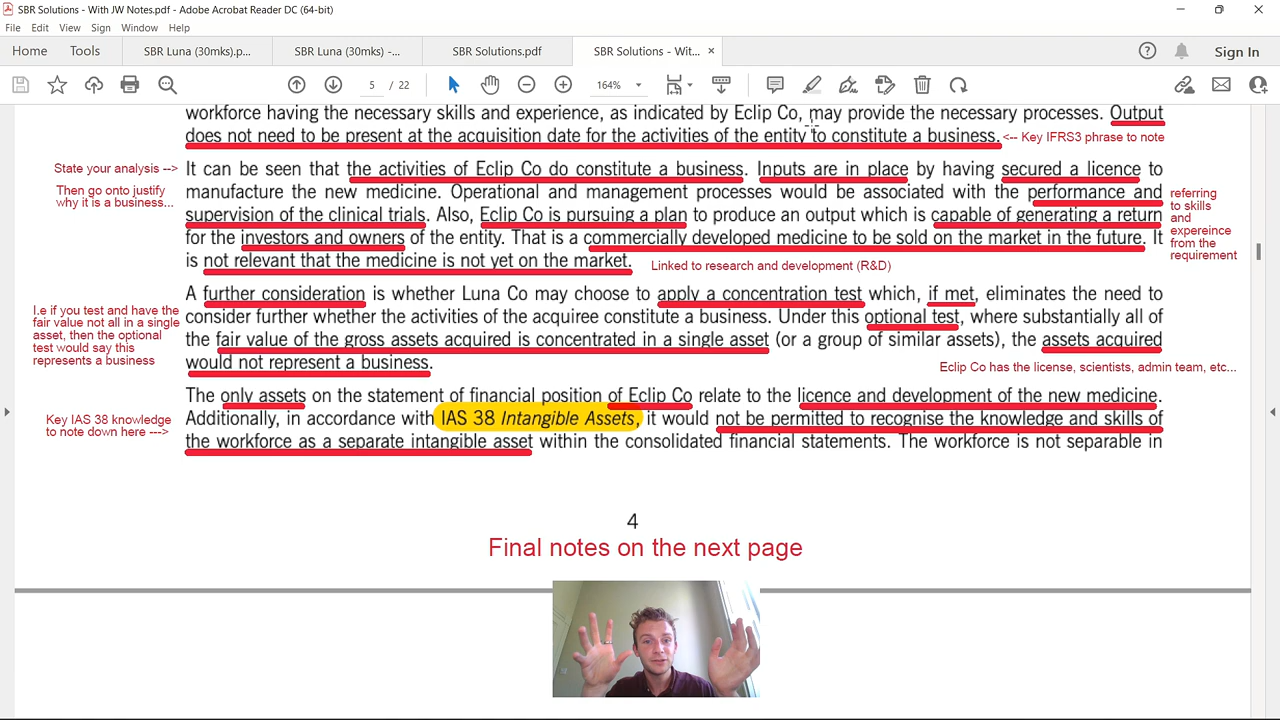 SBR Solutions - With JW Notes.pdf - Adobe Acrobat Reader DC (64-bit)
File Edit View Sign Window Help
Home Tools SBR Luna (30mks).p... SBR Luna (30mks) -... SBR Solutions.pdf SBR Solutions - Wit... × Sign In
5 / 22 164%
workforce having the necessary skills and experience, as indicated by Eclip Co, may provide the necessary processes. Output
does not need to be present at the acquisition date for the activities of the entity to constitute a business. <-- Key IFRS3 phrase to note
State your analysis -->
It can be seen that the activities of Eclip Co do constitute a business. Inputs are in place by having secured a licence to
Then go onto justify
why it is a business...
manufacture the new medicine. Operational and management processes would be associated with the performance and
supervision of the clinical trials. Also, Eclip Co is pursuing a plan to produce an output which is capable of generating a return
for the investors and owners of the entity. That is a commercially developed medicine to be sold on the market in the future. It
is not relevant that the medicine is not yet on the market. Linked to research and development (R&D)
referring
to skills
and
expereince
from the
requirement
A further consideration is whether Luna Co may choose to apply a concentration test which, if met, eliminates the need to
consider further whether the activities of the acquiree constitute a business. Under this optional test, where substantially all of
the fair value of the gross assets acquired is concentrated in a single asset (or a group of similar assets), the assets acquired
would not represent a business.
I.e if you test and have the
fair value not all in a single
asset, then the optional
test would say this
represents a business
Eclip Co has the license, scientists, admin team, etc...
The only assets on the statement of financial position of Eclip Co relate to the licence and development of the new medicine.
Additionally, in accordance with IAS 38 Intangible Assets, it would not be permitted to recognise the knowledge and skills of
the workforce as a separate intangible asset within the consolidated financial statements. The workforce is not separable in
Key IAS 38 knowledge
to note down here --->
4
Final notes on the next page